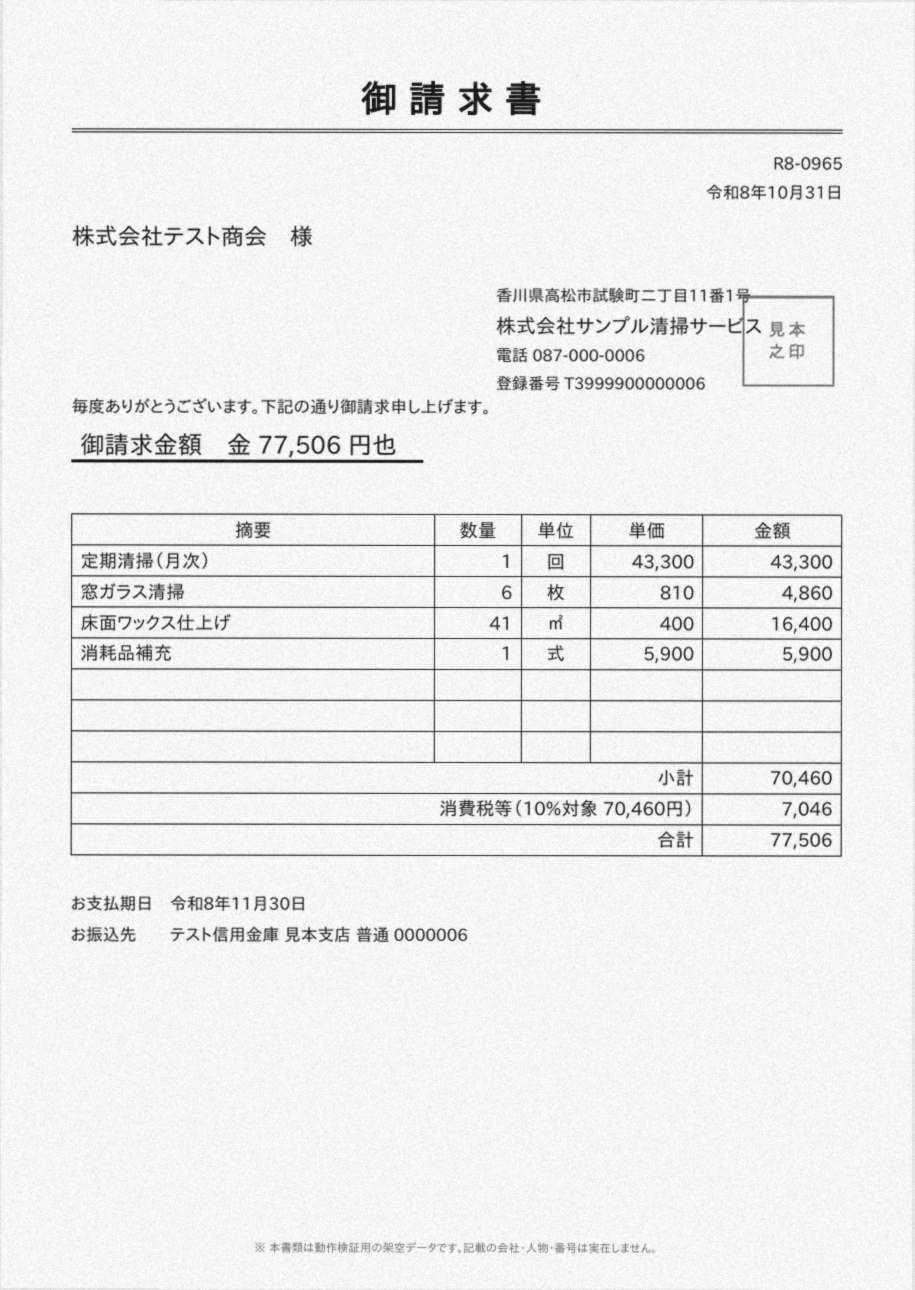 御請求書
R8-0965
令和8年10月31日
株式会社テスト商会　様
香川県高松市試験町二丁目11番1号
株式会社サンプル清掃サービス
見本
之印
電話 087-000-0006
登録番号 T3999900000006
毎度ありがとうございます。下記の通り御請求申し上げます。
御請求金額　金 77,506 円也
摘要 数量 単位 単価 金額
定期清掃（月次） 1 回 43,300 43,300
窓ガラス清掃 6 枚 810 4,860
床面ワックス仕上げ 41 ㎡ 400 16,400
消耗品補充 1 式 5,900 5,900
小計 70,460
消費税等（10%対象 70,460円） 7,046
合計 77,506
お支払期日　令和8年11月30日
お振込先　テスト信用金庫 見本支店 普通 0000006
※ 本書類は動作検証用の架空データです。記載の会社・人物・番号は実在しません。